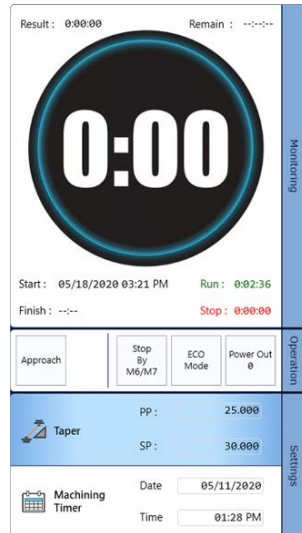 Result : 0:00:00 Remain : --:--:--
0:00
Start : 05/18/2020 03:21 PM Run : 0:02:36
Finish : --:-- Stop : 0:00:00
Monitoring
Approach
Stop
By
M6/M7
ECO
Mode
Power Out
0
Operation
Taper
PP : 25.000
SP : 30.000
Machining
Timer
Date 05/11/2020
Time 01:28 PM
Settings